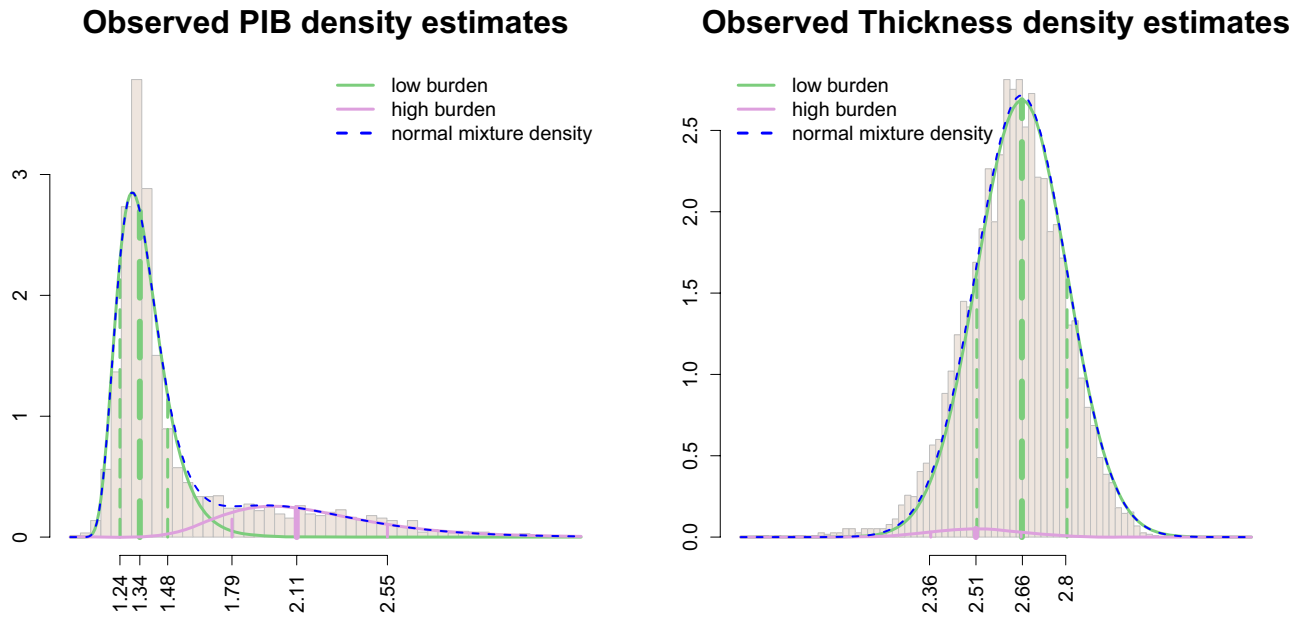 Observed PIB density estimates
low burden
high burden
normal mixture density
3
2
1
0
1.24
1.34
1.48
1.79
2.11
2.55
Observed Thickness density estimates
low burden
high burden
normal mixture density
2.5
2.0
1.5
1.0
0.5
0.0
2.36
2.51
2.66
2.8